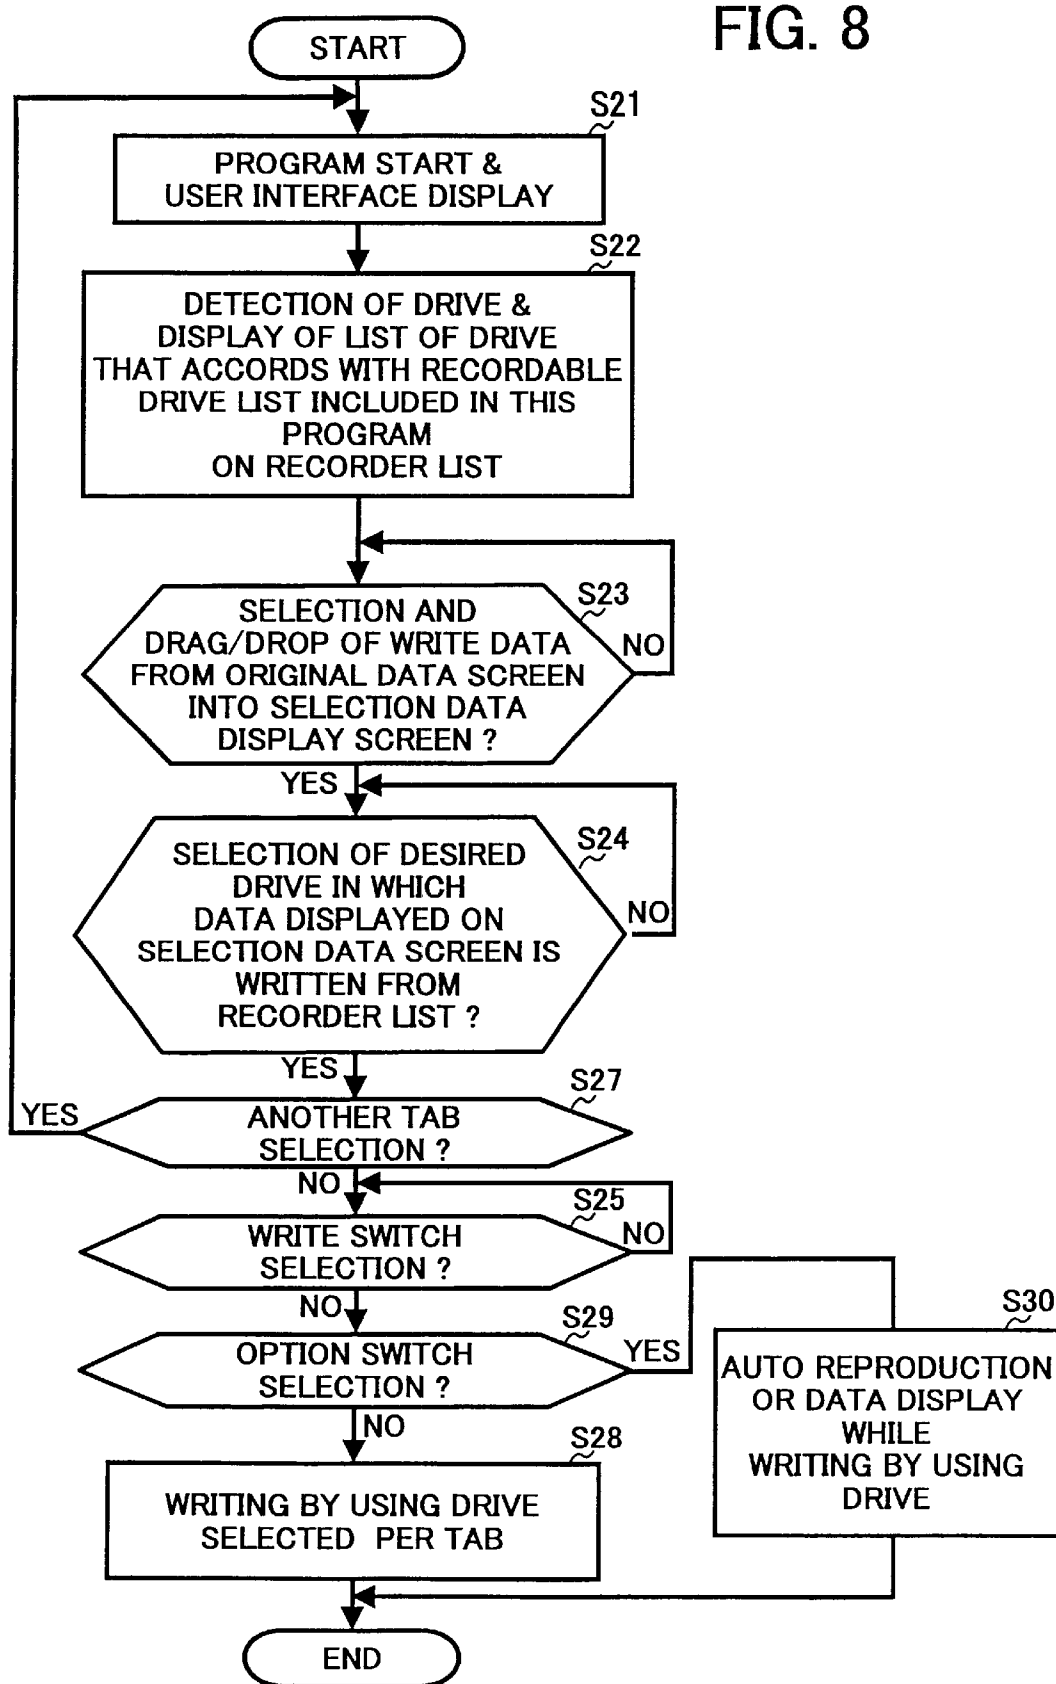 FIG. 8
START
S21
PROGRAM START &
USER INTERFACE DISPLAY
S22
DETECTION OF DRIVE &
DISPLAY OF LIST OF DRIVE
THAT ACCORDS WITH RECORDABLE
DRIVE LIST INCLUDED IN THIS
PROGRAM
ON RECORDER LIST
S23
SELECTION AND
DRAG/DROP OF WRITE DATA
FROM ORIGINAL DATA SCREEN
INTO SELECTION DATA
DISPLAY SCREEN ?
NO
YES
S24
SELECTION OF DESIRED
DRIVE IN WHICH
DATA DISPLAYED ON
SELECTION DATA SCREEN IS
WRITTEN FROM
RECORDER LIST ?
NO
YES
S27
YES
ANOTHER TAB
SELECTION ?
NO
S25
WRITE SWITCH
SELECTION ?
NO
NO
S29
OPTION SWITCH
SELECTION ?
YES
NO
S30
AUTO REPRODUCTION
OR DATA DISPLAY
WHILE
WRITING BY USING
DRIVE
S28
WRITING BY USING DRIVE
SELECTED PER TAB
END